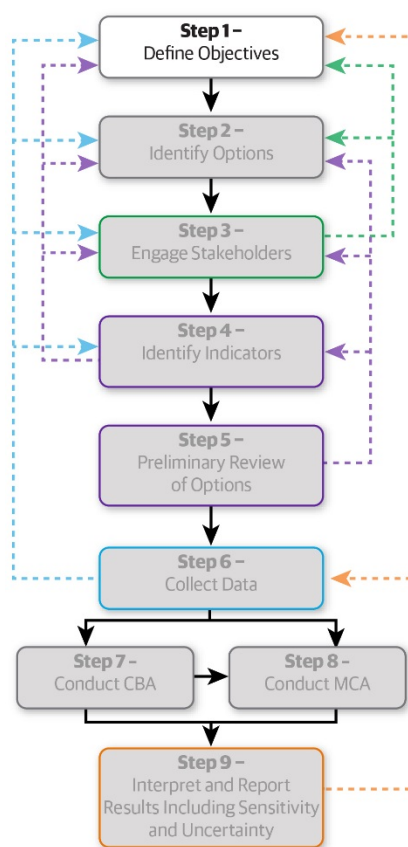 Step 1 –
Define Objectives
Step 2 –
Identify Options
Step 3 –
Engage Stakeholders
Step 4 –
Identify Indicators
Step 5 –
Preliminary Review
of Options
Step 6 –
Collect Data
Step 7 –
Conduct CBA
Step 8 –
Conduct MCA
Step 9 –
Interpret and Report
Results Including Sensitivity
and Uncertainty